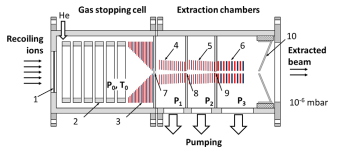 Gas stopping cell
Extraction chambers
He
Recoiling
ions
4
5
6
10
Extracted
beam
P₀, T₀
1
2
3
7
8
9
P₁
P₂
P₃
10⁻⁶ mbar
Pumping